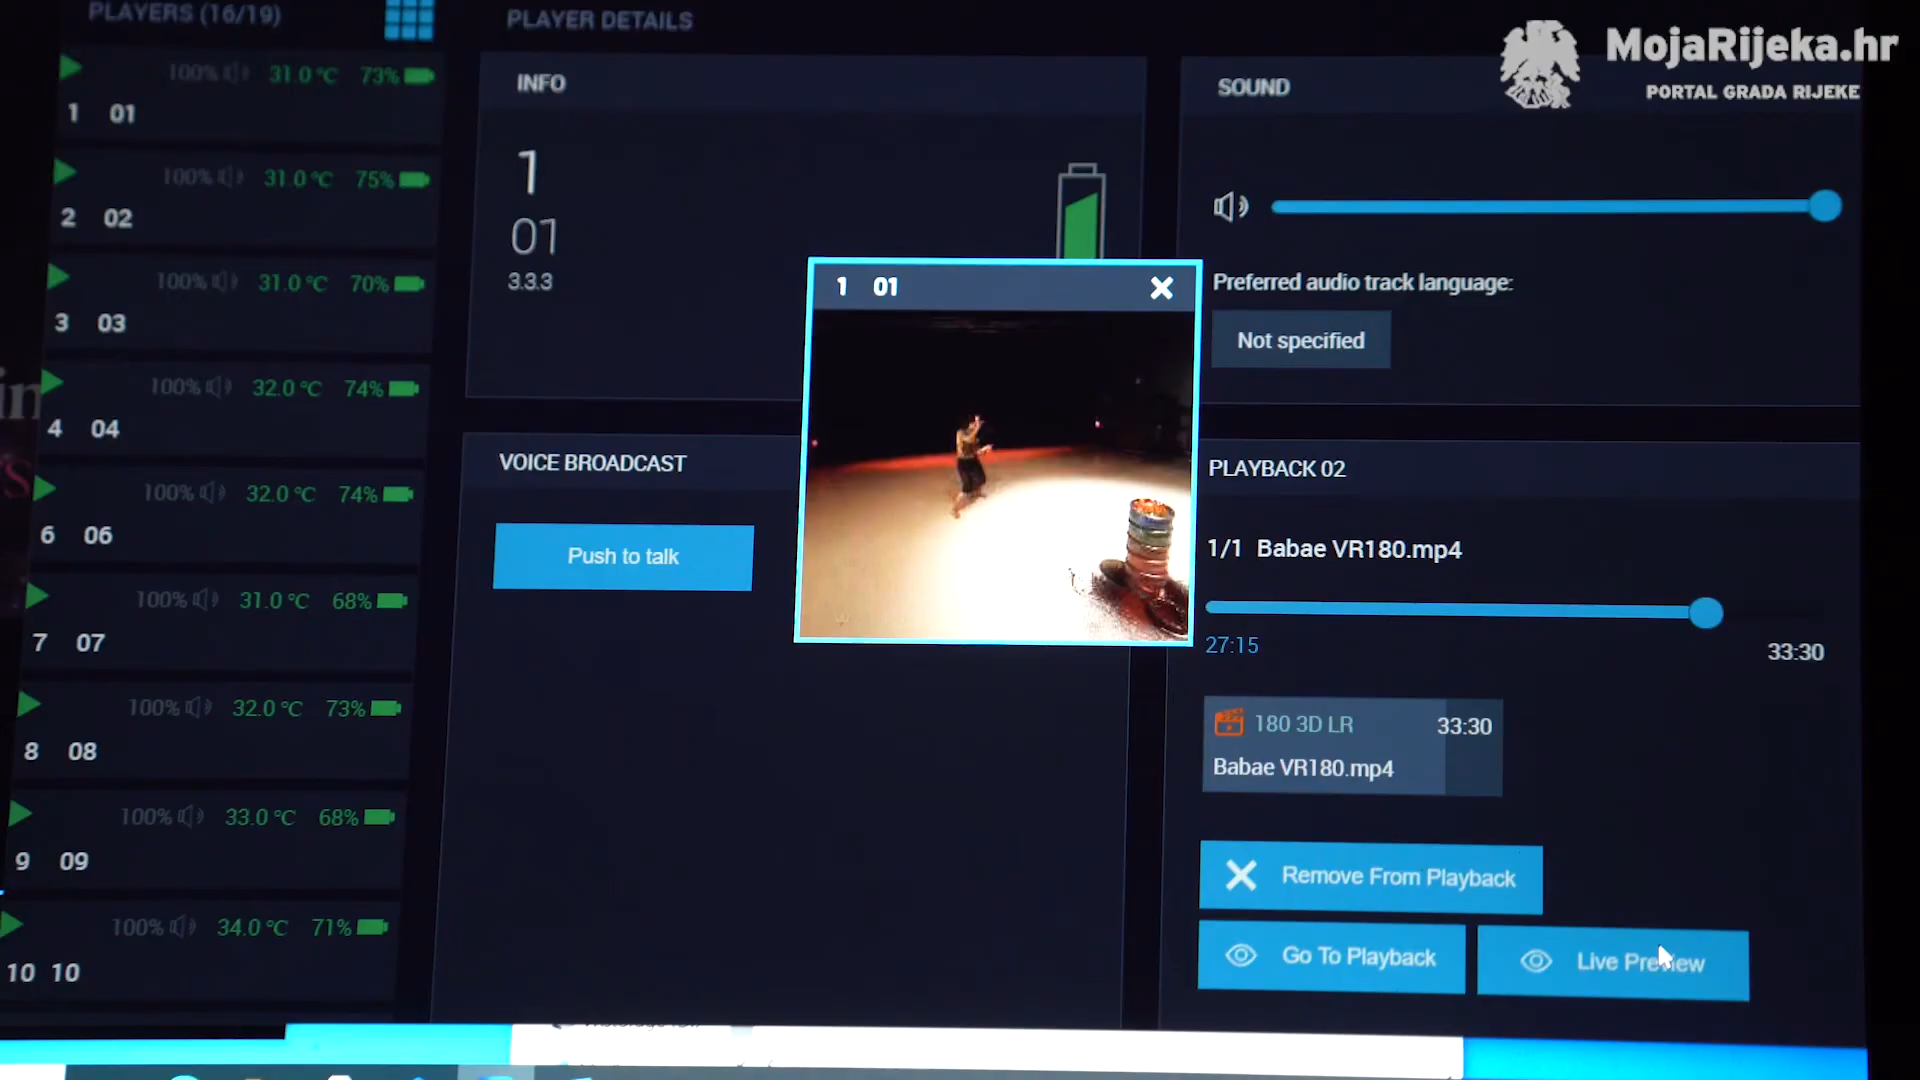 PLAYERS (16/19)
100% 31.0 °C 73%
1 01
100% 31.0 °C 75%
2 02
100% 31.0 °C 70%
3 03
100% 32.0 °C 74%
4 04
100% 32.0 °C 74%
6 06
100% 31.0 °C 68%
7 07
100% 32.0 °C 73%
8 08
100% 33.0 °C 68%
9 09
100% 34.0 °C 71%
10 10
PLAYER DETAILS
INFO
1
01
3.3.3
VOICE BROADCAST
Push to talk
1 01
MojaRijeka.hr
PORTAL GRADA RIJEKE
SOUND
Preferred audio track language:
Not specified
PLAYBACK 02
1/1 Babae VR180.mp4
27:15
33:30
180 3D LR 33:30
Babae VR180.mp4
Remove From Playback
Go To Playback
Live Preview